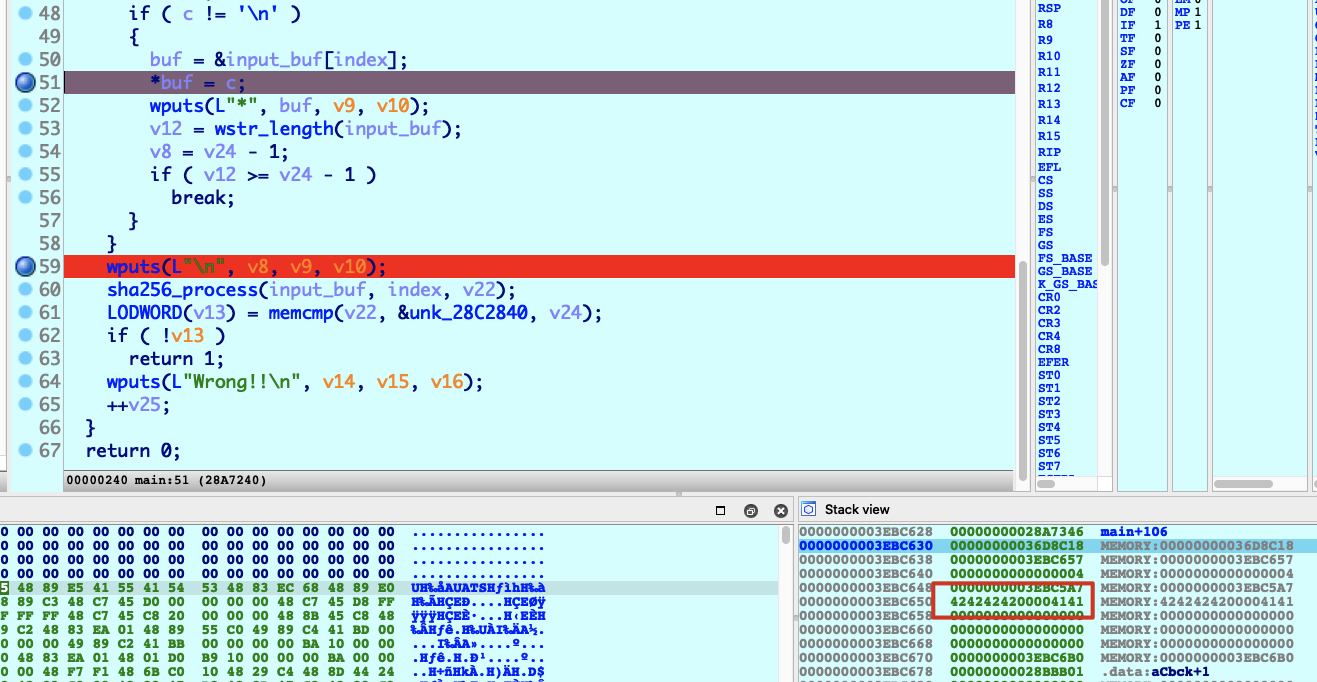 48 if ( c != '\n' )
49 {
50 buf = &input_buf[index];
51 *buf = c;
52 wputs(L"*", buf, v9, v10);
53 v12 = wstr_length(input_buf);
54 v8 = v24 - 1;
55 if ( v12 >= v24 - 1 )
56 break;
57 }
58 }
59 wputs(L"\n", v8, v9, v10);
60 sha256_process(input_buf, index, v22);
61 LODWORD(v13) = memcmp(v22, &unk_28C2840, v24);
62 if ( !v13 )
63 return 1;
64 wputs(L"Wrong!!\n", v14, v15, v16);
65 ++v25;
66 }
67 return 0;
00000240 main:51 (28A7240)
RSP
R8
R9
R10
R11
R12
R13
R14
R15
RIP
EFL
CS
SS
DS
ES
FS
GS
FS_BASE
GS_BASE
K_GS_BAS
CR0
CR2
CR3
CR4
CR8
EFER
ST0
ST1
ST2
ST3
ST4
ST5
ST6
ST7
DF 0
IF 1
TF 0
SF 0
ZF 0
AF 0
PF 0
CF 0
MP 1
PE 1
0 00 00 00 00 00 00 00 00 00 00 00 00 00 00 00 ................
0 00 00 00 00 00 00 00 00 00 00 00 00 00 00 00 ................
0 00 00 00 00 00 00 00 00 00 00 00 00 00 00 00 ................
0 00 00 00 00 00 00 00 00 00 00 00 00 00 00 00 ................
5 48 89 E5 41 55 41 54 53 48 83 EC 68 48 89 E0
8 89 C3 48 C7 45 D0 00 00 00 00 48 C7 45 D8 FF
F FF FF 48 C7 45 C8 20 00 00 00 48 8B 45 C8 48
9 C2 48 83 EA 01 48 89 55 C0 49 89 C4 41 BD 00
0 00 00 00 49 89 C2 41 BB 00 00 00 00 BA 10 00 00
0 48 83 EA 01 48 01 D0 B9 10 00 00 00 BA 00 00
0 00 48 F7 F1 48 6B C0 10 48 29 C4 48 8D 44 24
Stack view
0000000003EBC628 00000000028A7346 main+106
0000000003EBC630 00000000036D8C18 MEMORY:00000000036D8C18
0000000003EBC638 0000000003EBC657 MEMORY:0000000003EBC657
0000000003EBC640 0000000000000004 MEMORY:0000000000000004
0000000003EBC648 0000000003EBC5A7 MEMORY:0000000003EBC5A7
0000000003EBC650 4242424200004141 MEMORY:4242424200004141
0000000003EBC658 0000000000000000 MEMORY:0000000000000000
0000000003EBC660 0000000000000000 MEMORY:0000000000000000
0000000003EBC668 0000000000000000 MEMORY:0000000000000000
0000000003EBC670 0000000003EBC6B0 MEMORY:0000000003EBC6B0
0000000003EBC678 00000000028BBB01 .data:aCbck+1